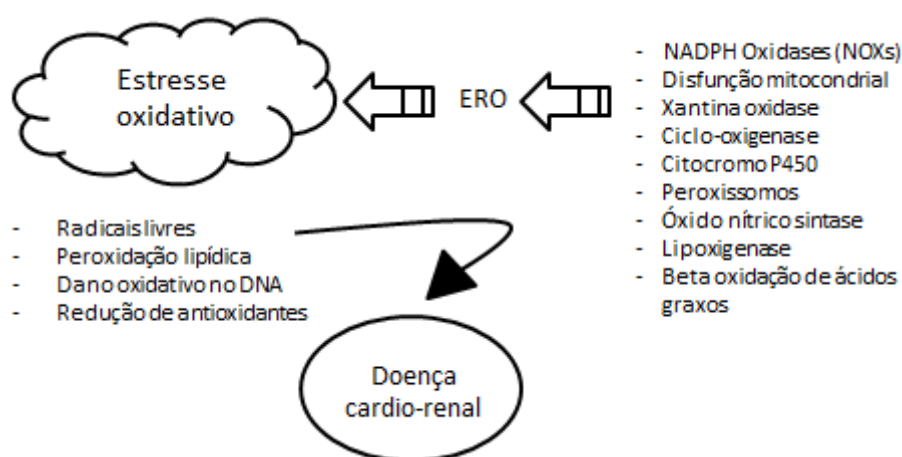 Estresse
oxidativo
ERO
- NADPH Oxidases (NOXs)
- Disfunção mitocondrial
- Xantina oxidase
- Ciclo-oxigenase
- Citocromo P450
- Peroxissomos
- Óxido nítrico sintase
- Lipoxigenase
- Beta oxidação de ácidos
graxos
- Radicais livres
- Peroxidação lipídica
- Dano oxidativo no DNA
- Redução de antioxidantes
Doença
cardio-renal